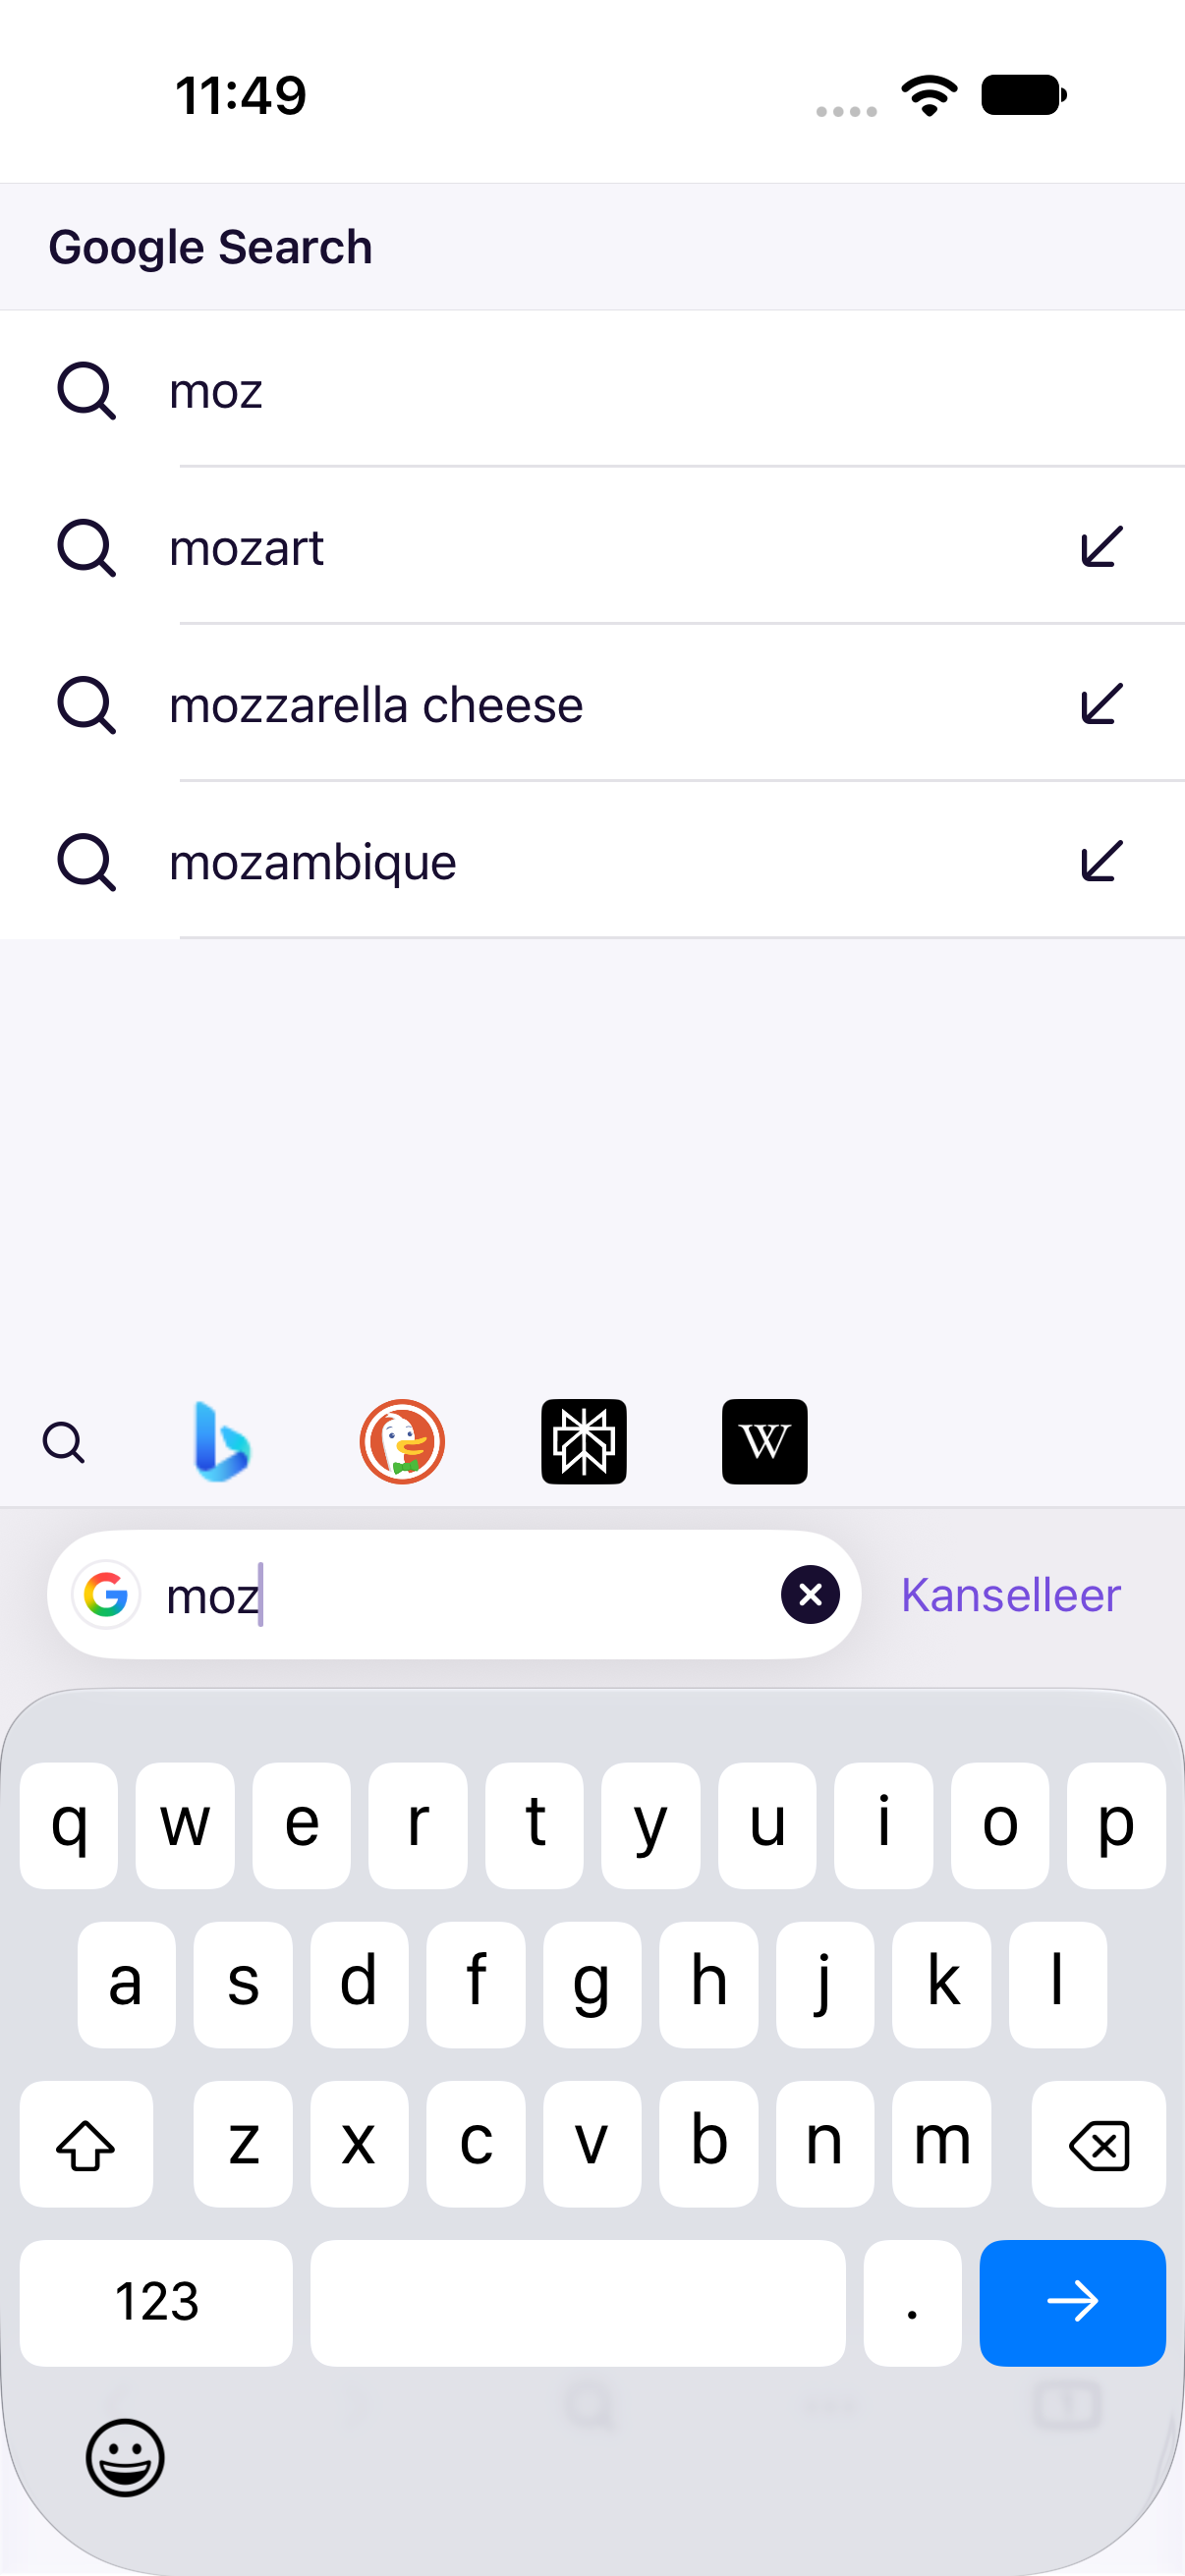 11:49
Google Search
moz
mozart
mozzarella cheese
mozambique
W
moz
Kanselleer
q w e r t y u i o p
a s d f g h j k l
z x c v b n m
123 .